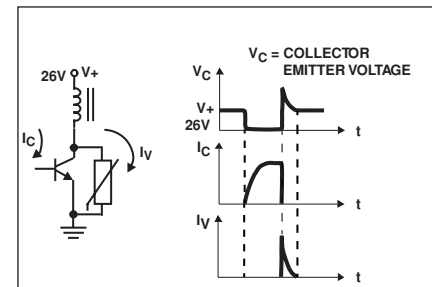 26V V+
IC
IV
VC = COLLECTOR
EMITTER VOLTAGE
VC
V+
26V
t
IC
t
IV
t